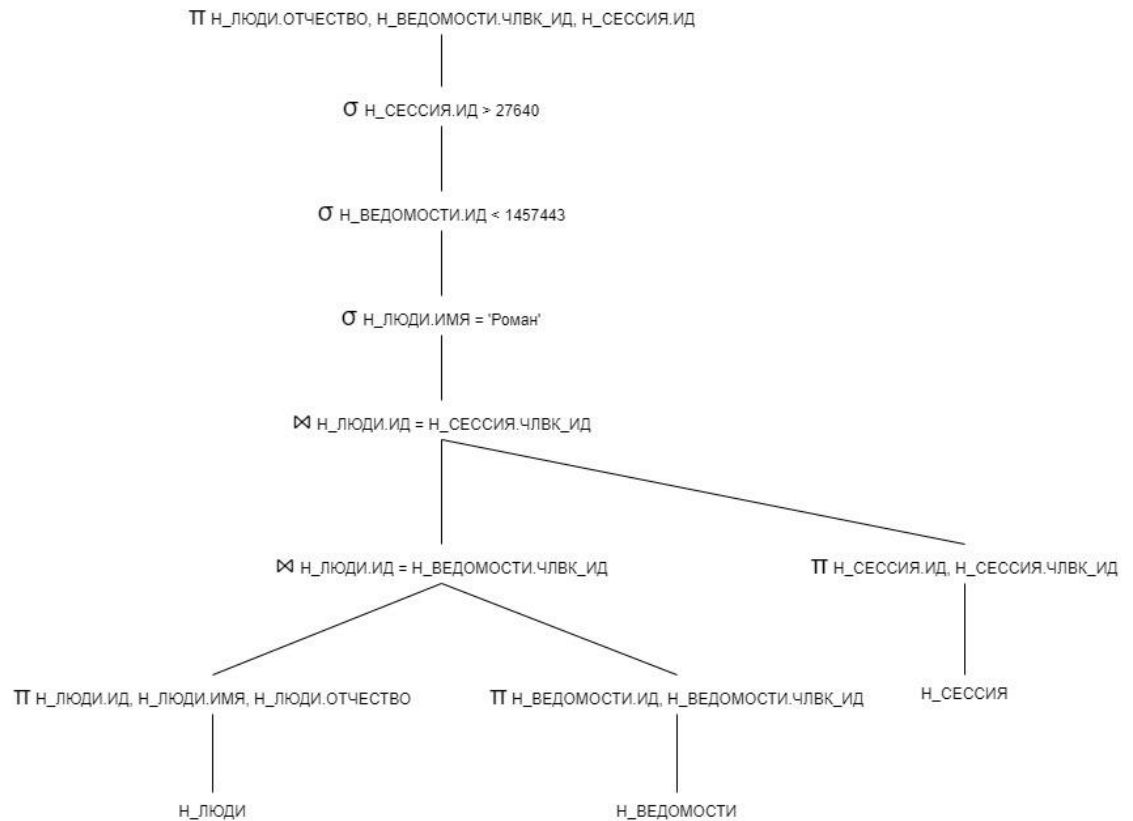 π Н_ЛЮДИ.ОТЧЕСТВО, Н_ВЕДОМОСТИ.ЧЛВК_ИД, Н_СЕССИЯ.ИД
σ Н_СЕССИЯ.ИД > 27640
σ Н_ВЕДОМОСТИ.ИД < 1457443
σ Н_ЛЮДИ.ИМЯ = 'Роман'
⋈ Н_ЛЮДИ.ИД = Н_СЕССИЯ.ЧЛВК_ИД
⋈ Н_ЛЮДИ.ИД = Н_ВЕДОМОСТИ.ЧЛВК_ИД
π Н_СЕССИЯ.ИД, Н_СЕССИЯ.ЧЛВК_ИД
π Н_ЛЮДИ.ИД, Н_ЛЮДИ.ИМЯ, Н_ЛЮДИ.ОТЧЕСТВО
π Н_ВЕДОМОСТИ.ИД, Н_ВЕДОМОСТИ.ЧЛВК_ИД
Н_СЕССИЯ
Н_ЛЮДИ
Н_ВЕДОМОСТИ